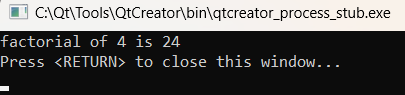 C:\Qt\Tools\QtCreator\bin\qtcreator_process_stub.exe
factorial of 4 is 24
Press <RETURN> to close this window...